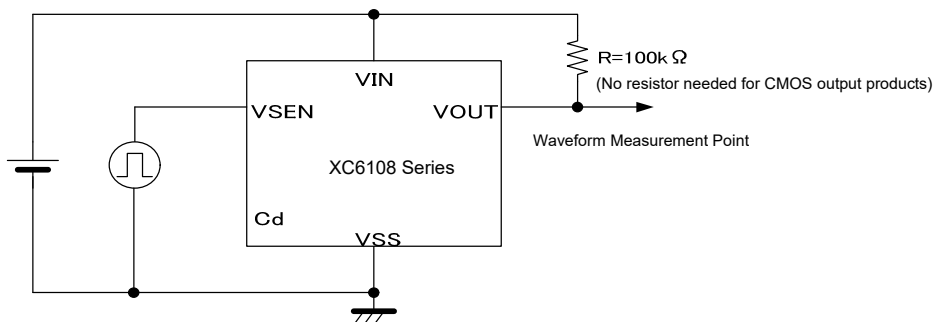 R=100kΩ
(No resistor needed for CMOS output products)
VIN
VSEN
VOUT
Waveform Measurement Point
XC6108 Series
Cd
VSS